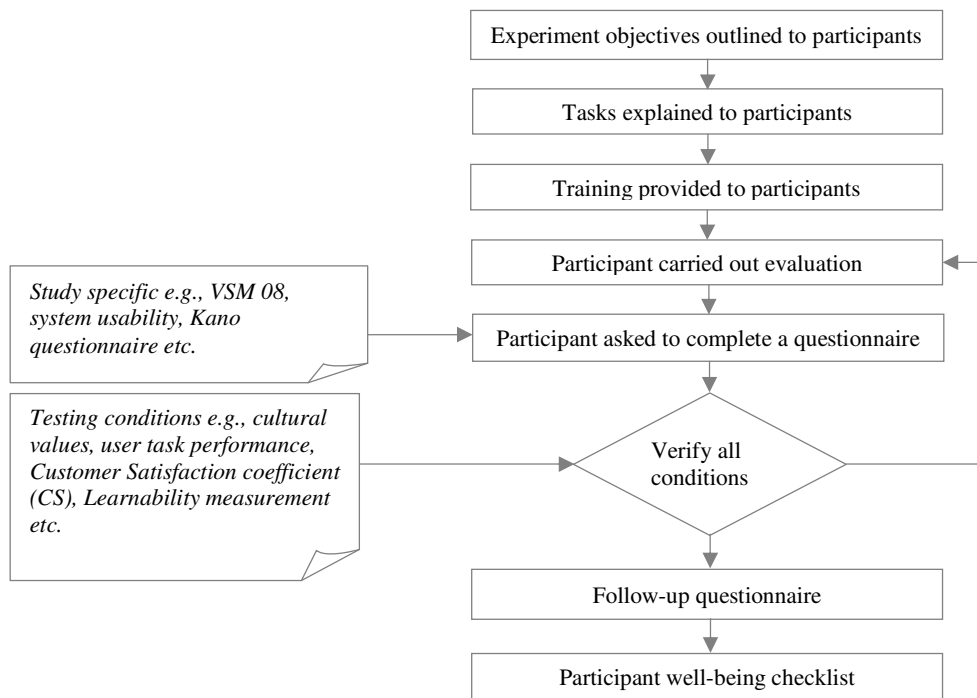 Experiment objectives outlined to participants
Tasks explained to participants
Training provided to participants
Participant carried out evaluation
Study specific e.g., VSM 08,
system usability, Kano
questionnaire etc.
Participant asked to complete a questionnaire
Testing conditions e.g., cultural
values, user task performance,
Customer Satisfaction coefficient
(CS), Learnability measurement
etc.
Verify all
conditions
Follow-up questionnaire
Participant well-being checklist